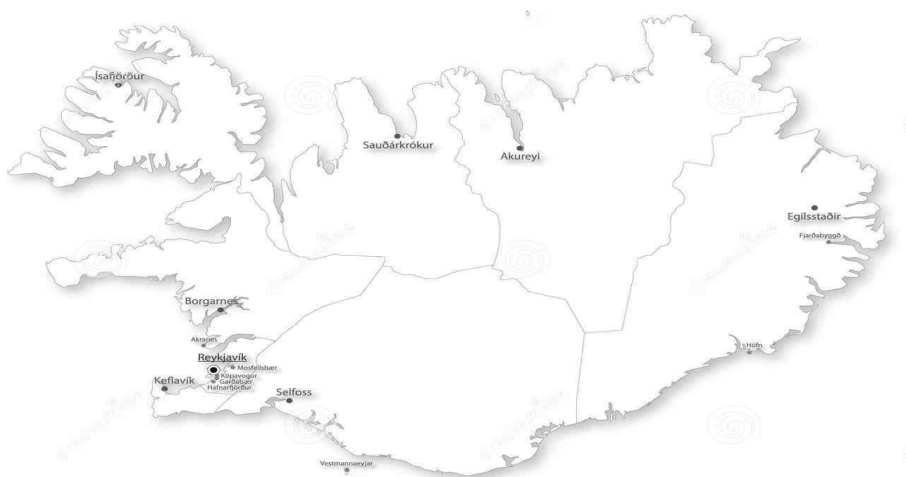 Ísafjörður
Sauðárkrókur
Akureyi
Egilsstaðir
Fjarðabyggð
Borgarnes
Akranes
Reykjavík
Mosfellsbær
Kópavogur
Garðabær
Hafnarfjörður
Keflavík
Selfoss
Höfn
Vestmannaeyjar